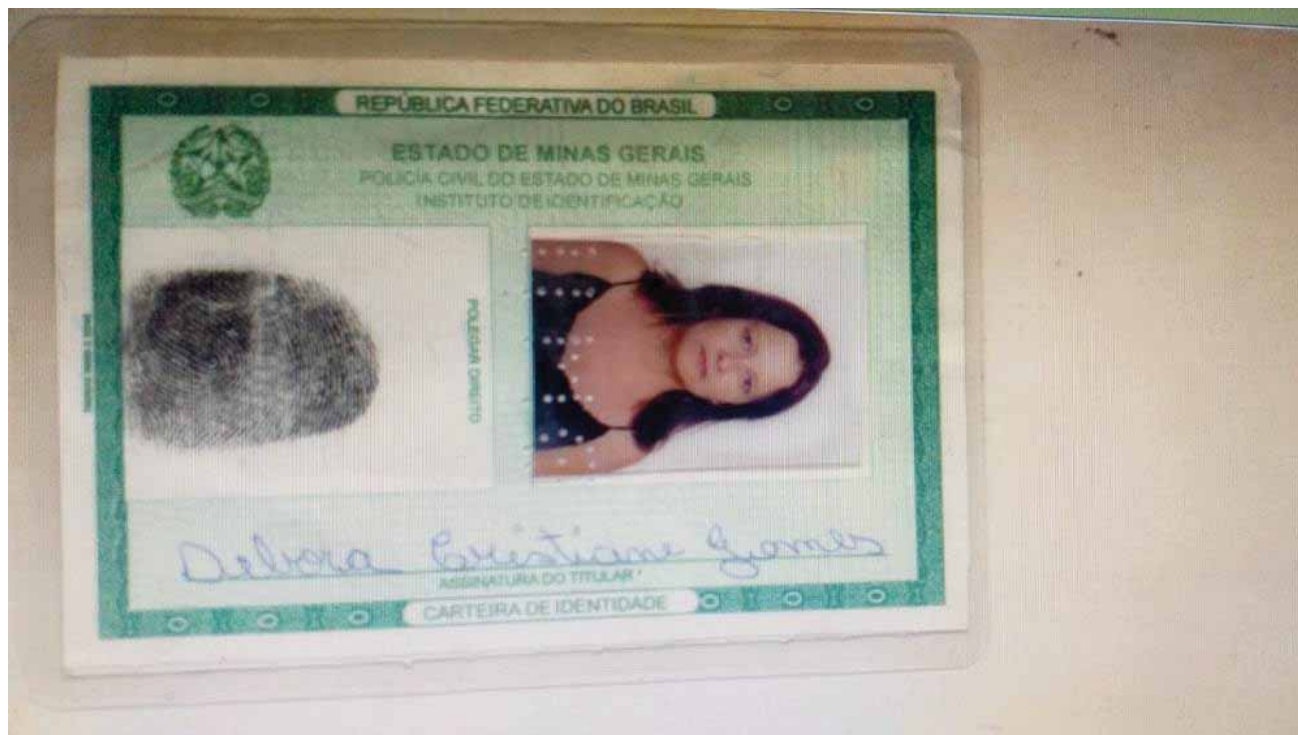 REPÚBLICA FEDERATIVA DO BRASIL
ESTADO DE MINAS GERAIS
POLÍCIA CIVIL DO ESTADO DE MINAS GERAIS
INSTITUTO DE IDENTIFICAÇÃO
POLEGAR DIREITO
Debora Cristiane Gomes
ASSINATURA DO TITULAR
CARTEIRA DE IDENTIDADE